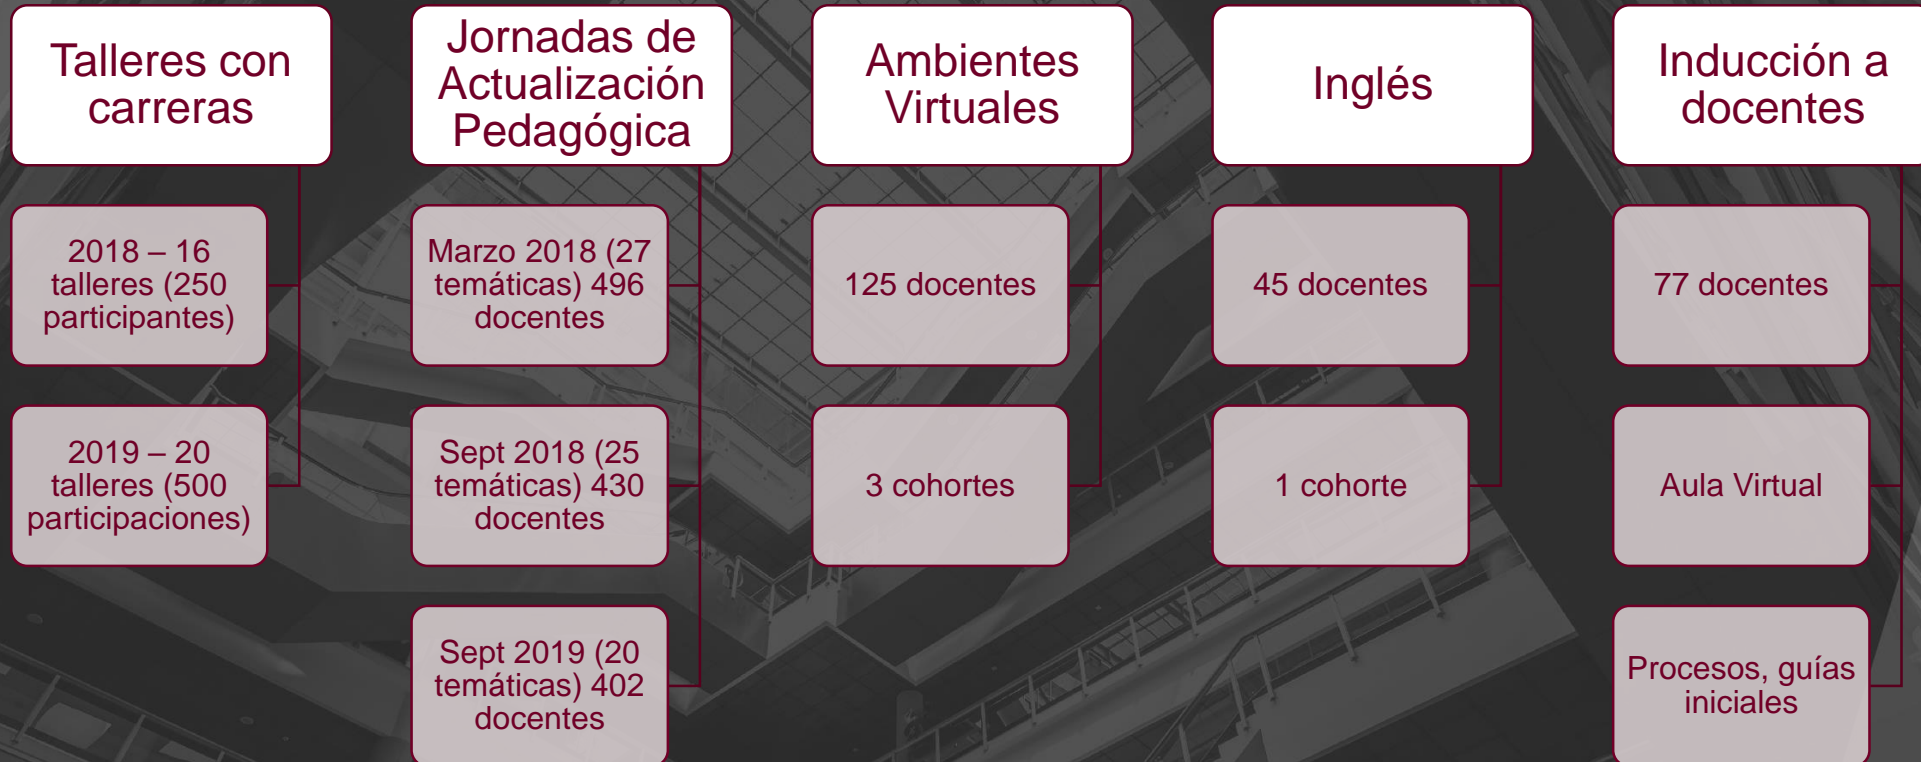 Talleres con
carreras
2018 – 16
talleres (250
participantes)
2019 – 20
talleres (500
participaciones)
Jornadas de
Actualización
Pedagógica
Marzo 2018 (27
temáticas) 496
docentes
Sept 2018 (25
temáticas) 430
docentes
Sept 2019 (20
temáticas) 402
docentes
Ambientes
Virtuales
125 docentes
3 cohortes
Inglés
45 docentes
1 cohorte
Inducción a
docentes
77 docentes
Aula Virtual
Procesos, guías
iniciales